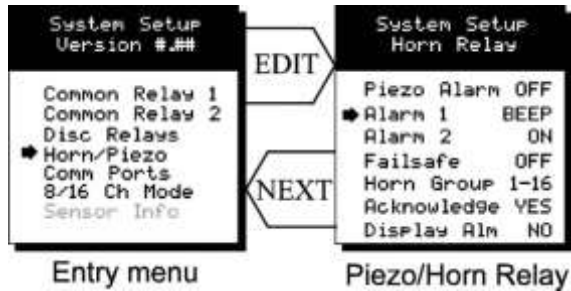 System Setup
Version #.##
Common Relay 1
Common Relay 2
Disc Relays
Horn/Piezo
Comm Ports
8/16 Ch Mode
Sensor Info
EDIT
NEXT
System Setup
Horn Relay
Piezo Alarm OFF
Alarm 1 BEEP
Alarm 2 ON
Failsafe OFF
Horn Group 1-16
Acknowledge YES
Display Alm NO
Entry menu
Piezo/Horn Relay